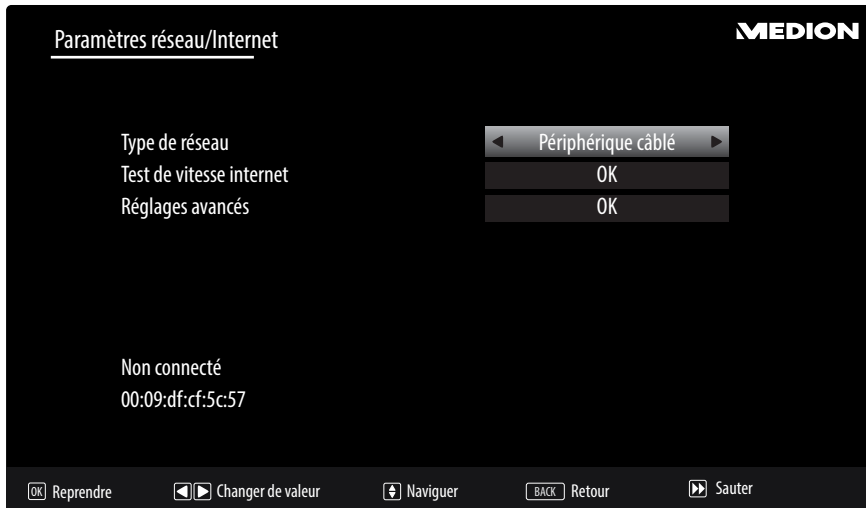 Paramètres réseau/Internet
MEDION
Type de réseau
Périphérique câblé
Test de vitesse internet
OK
Réglages avancés
OK
Non connecté
00:09:df:cf:5c:57
OK Reprendre
Changer de valeur
Naviguer
BACK Retour
Sauter